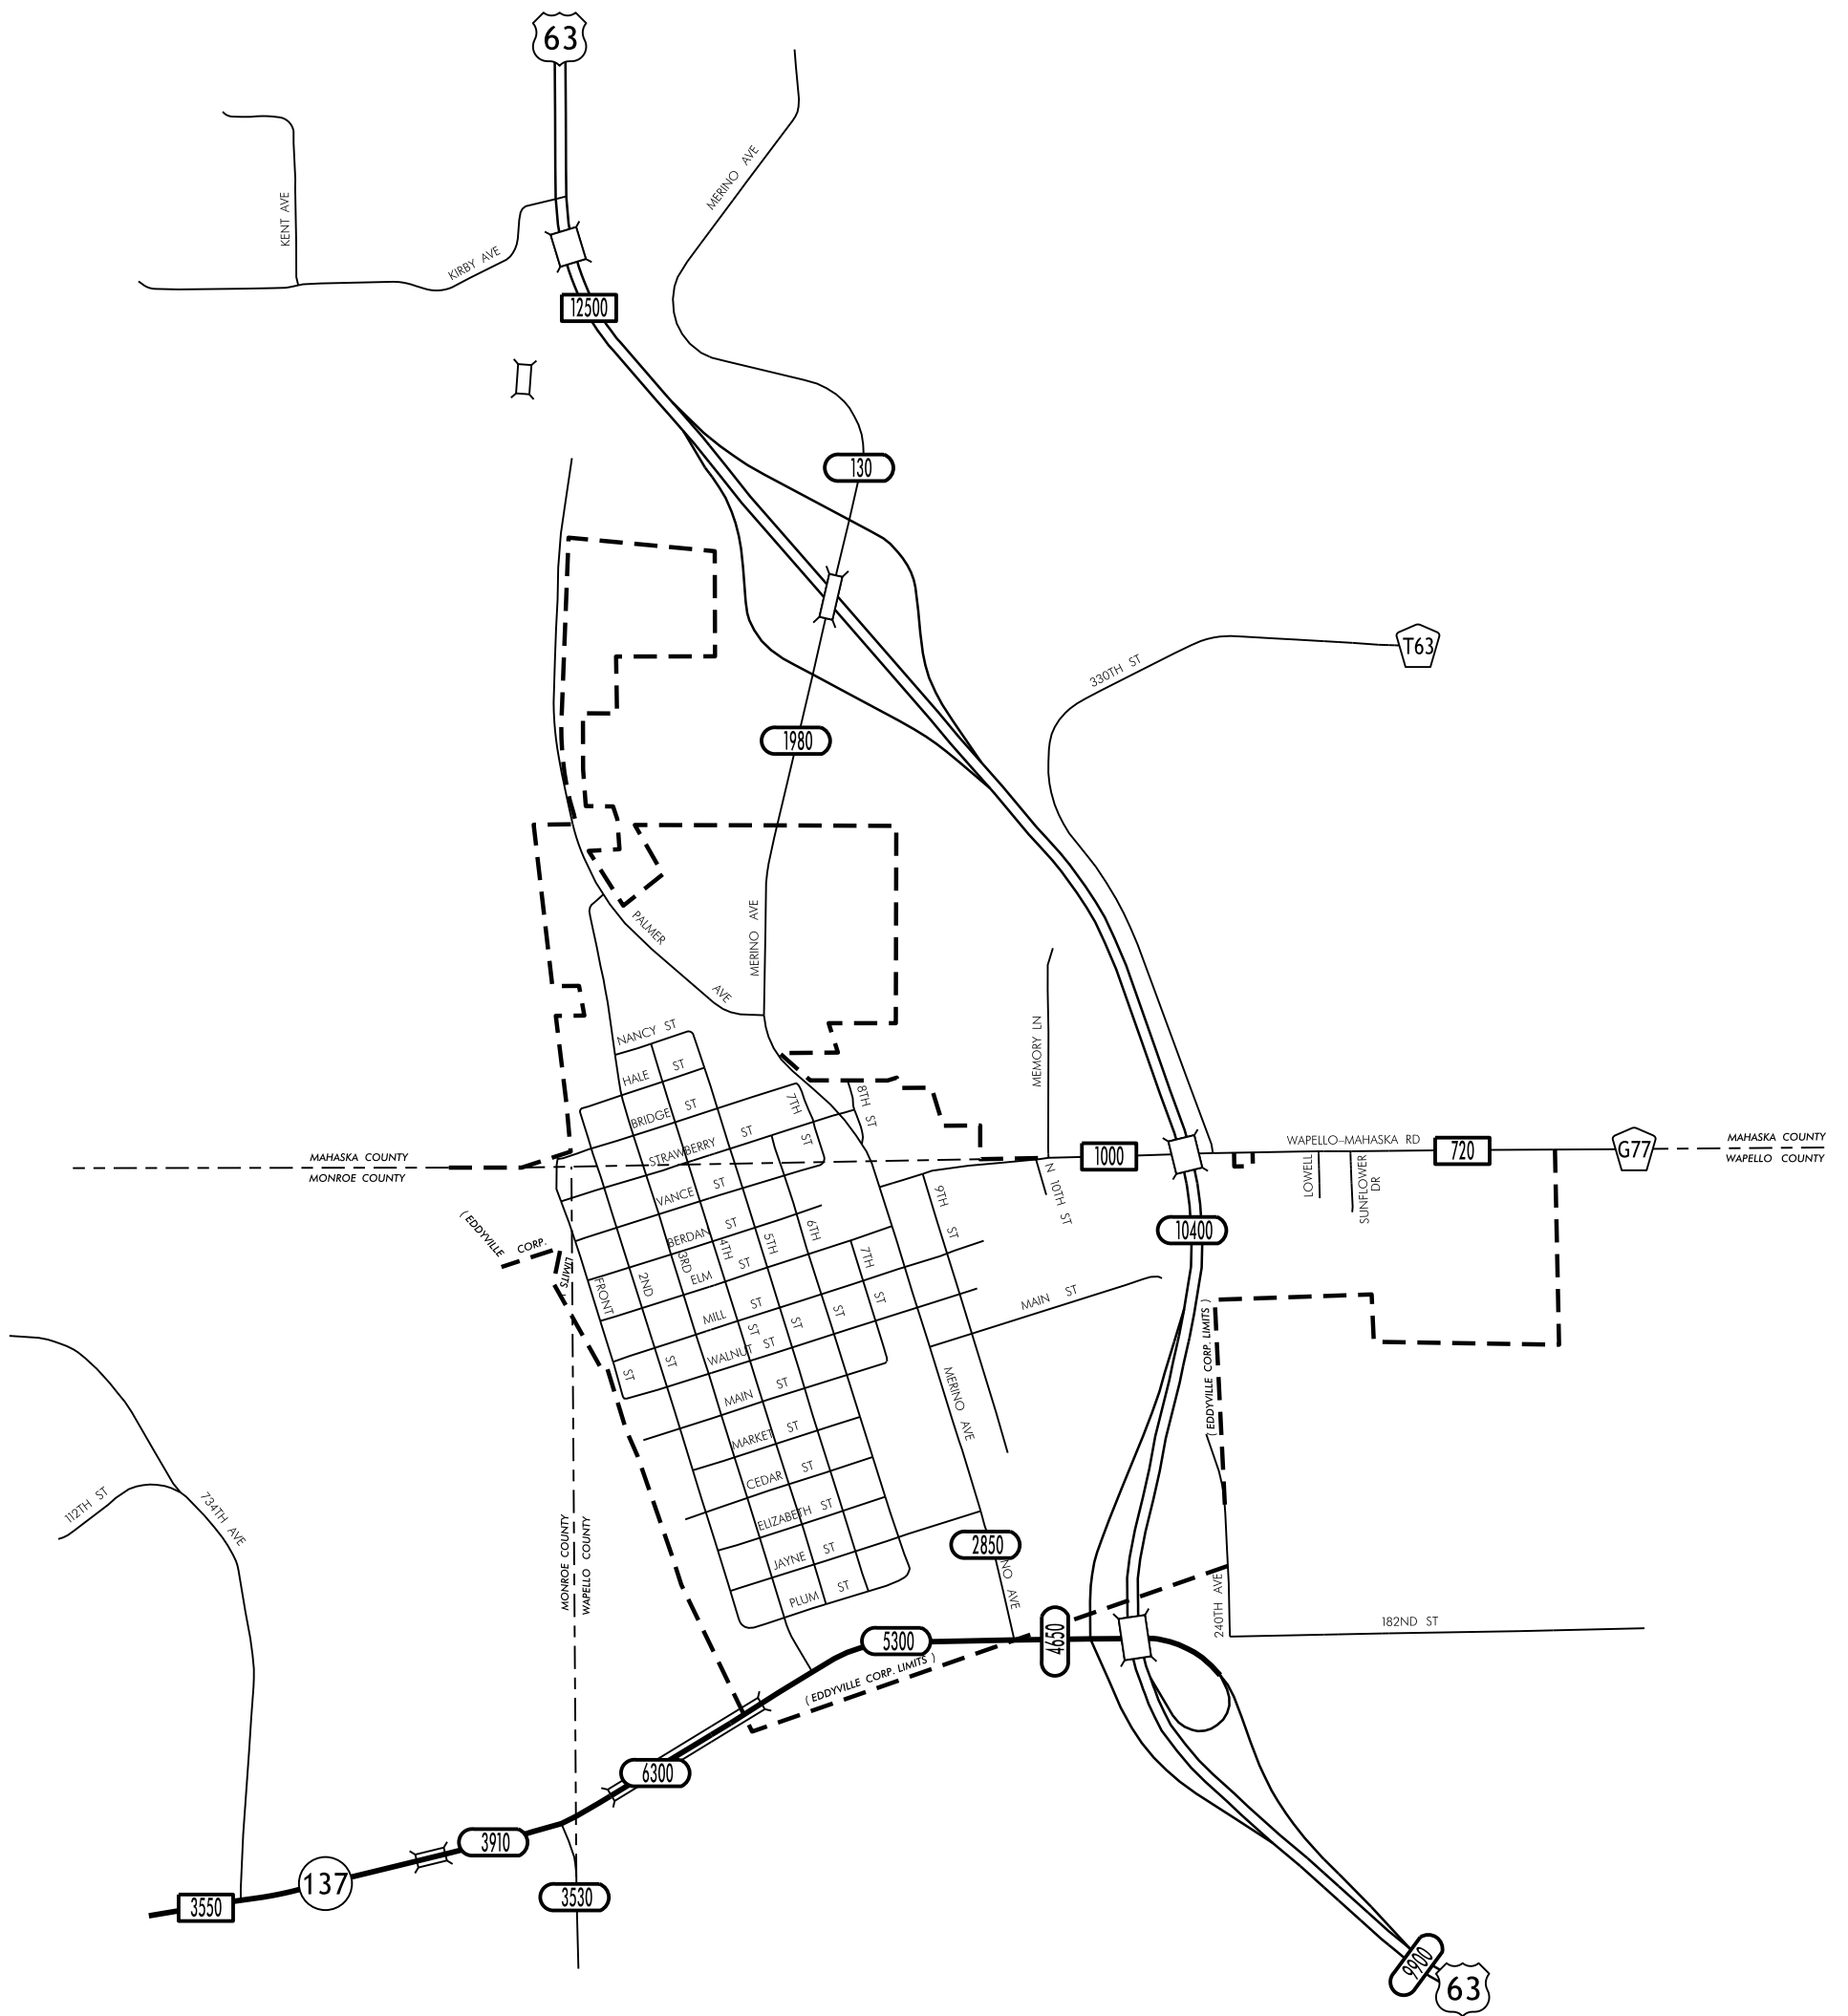 63
MERINO AVE
KENT AVE
KIRBY AVE
12500
130
330TH ST
T63
1980
PALMER
AVE
MERINO AVE
NANCY ST
HALE ST
BRIDGE ST
STRAWBERRY ST
VANCE ST
BERDAN ST
ELM ST
MILL ST
WALNUT ST
MAIN ST
MARKET ST
CEDAR ST
ELIZABETH ST
JAYNE ST
PLUM ST
7TH ST
8TH ST
MEMORY LN
1000
WAPELLO-MAHASKA RD
720
G77
MAHASKA COUNTY
WAPELLO COUNTY
MAHASKA COUNTY
MONROE COUNTY
LOWELL
SUNFLOWER
DR
N 10TH ST
9TH ST
10400
( EDDYVILLE CORP. LIMITS )
FRONT ST
2ND ST
3RD
4TH ST
5TH ST
6TH ST
7TH ST
MAIN ST
( EDDYVILLE CORP. LIMITS )
MERINO AVE
112TH ST
734TH AVE
MONROE COUNTY
WAPELLO COUNTY
2850
NO AVE
240TH AVE
182ND ST
4650
5300
( EDDYVILLE CORP. LIMITS )
6300
3910
137
3550
3530
9900
63